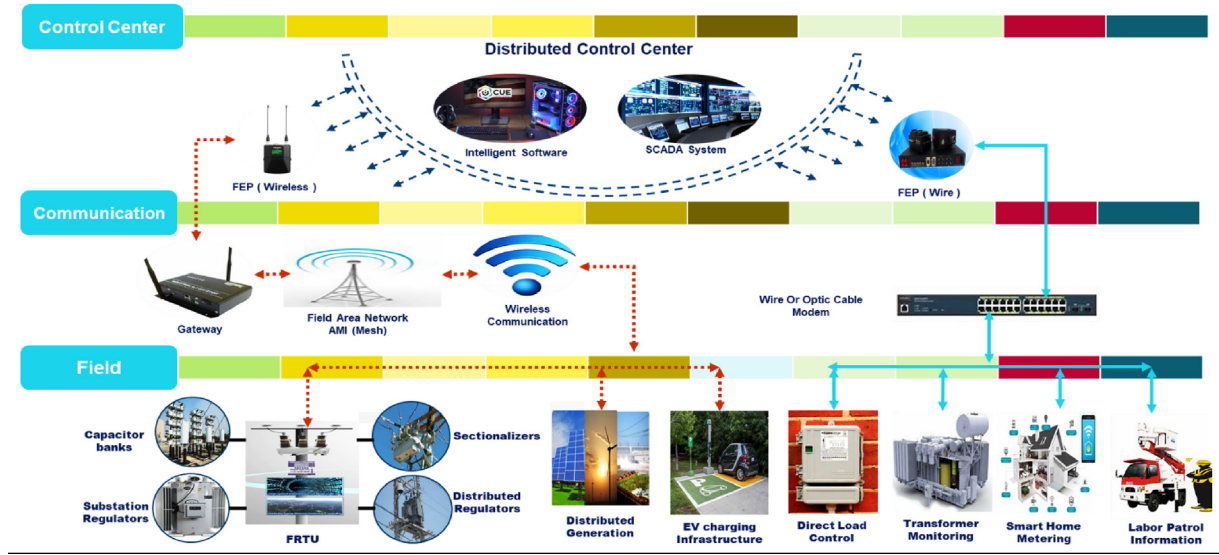 Control Center
Distributed Control Center
CUE
Intelligent Software
SCADA System
FEP ( Wireless )
FEP ( Wire )
Communication
Gateway
Field Area Network
AMI (Mesh)
Wireless
Communication
Wire Or Optic Cable
Modem
Field
Capacitor
banks
Sectionalizers
Substation
Regulators
Distributed
Regulators
FRTU
Distributed
Generation
EV charging
Infrastructure
Direct Load
Control
Transformer
Monitoring
Smart Home
Metering
Labor Patrol
Information